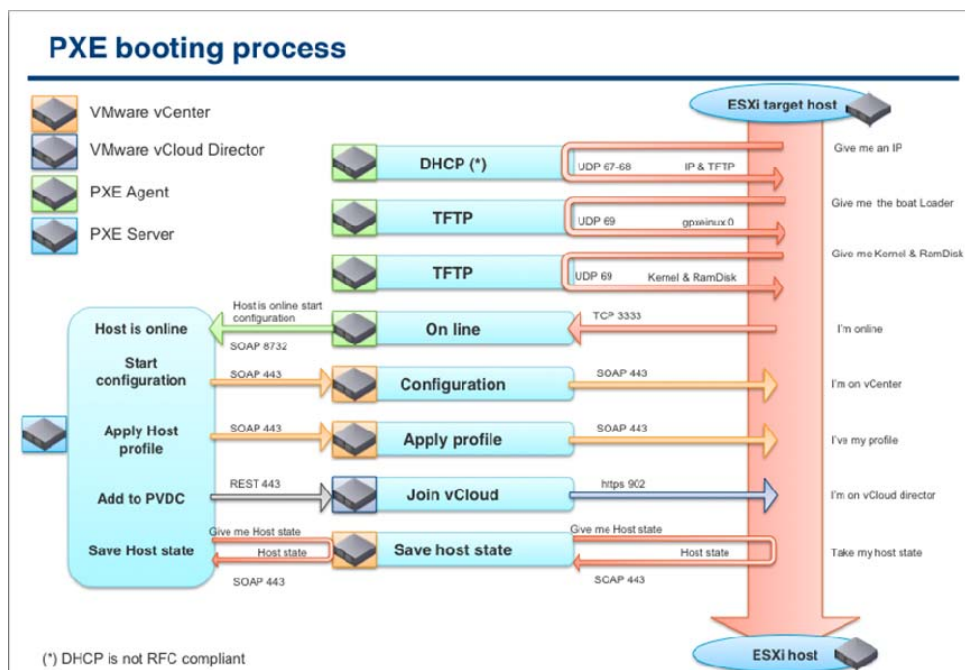 PXE booting process
VMware vCenter
VMware vCloud Director
PXE Agent
PXE Server
ESXi target host
DHCP (*)
UDP 67-68
IP & TFTP
Give me an IP
TFTP
UDP 69
gpxelinux.0
Give me the boat Loader
TFTP
UDP 69
Kernel & RamDisk
Give me Kernel & RamDisk
Host is online
Host is online start
configuration
SOAP 8732
On line
TCP 3333
I'm online
Start
configuration
SOAP 443
Configuration
SOAP 443
I'm on vCenter
Apply Host
profile
SOAP 443
Apply profile
SOAP 443
I've my profile
Add to PVDC
REST 443
Join vCloud
https 902
I'm on vCloud director
Save Host state
Give me Host state
Host state
SOAP 443
Save host state
Give me Host state
Host state
SOAP 443
Take my host state
ESXi host
(*) DHCP is not RFC compliant